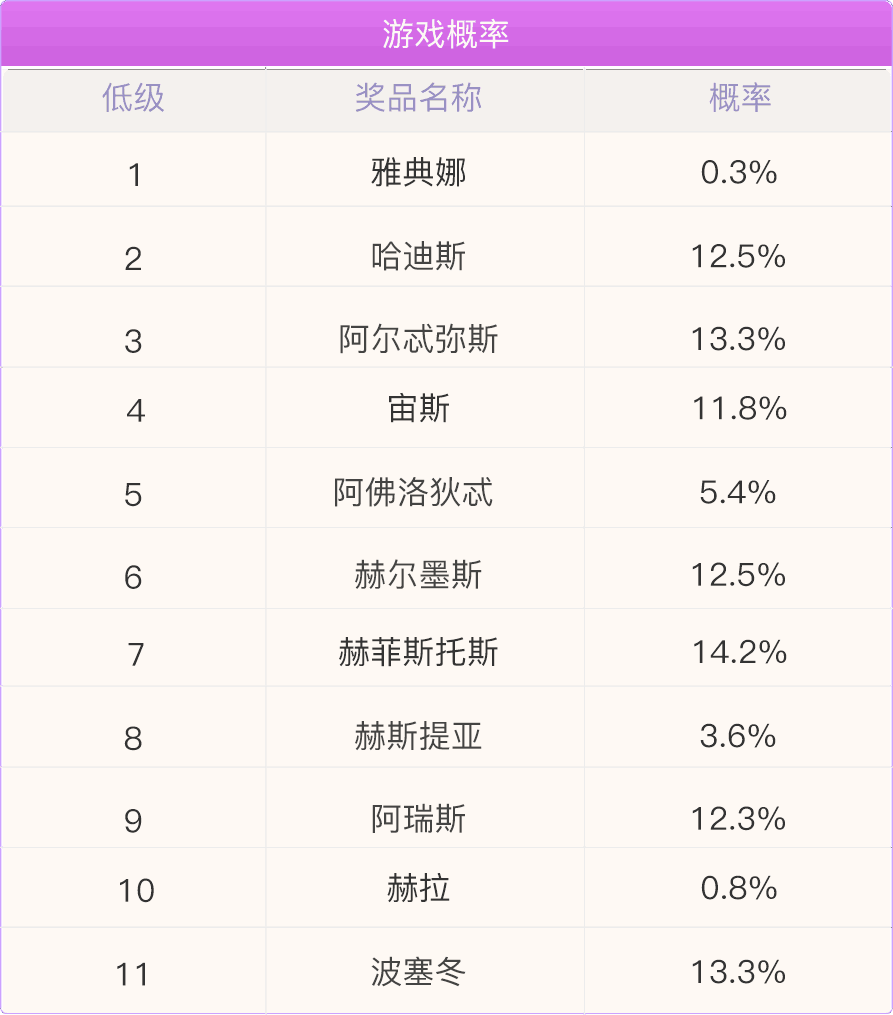 游戏概率
低级 奖品名称 概率
1 雅典娜 0.3%
2 哈迪斯 12.5%
3 阿尔忒弥斯 13.3%
4 宙斯 11.8%
5 阿佛洛狄忒 5.4%
6 赫尔墨斯 12.5%
7 赫菲斯托斯 14.2%
8 赫斯提亚 3.6%
9 阿瑞斯 12.3%
10 赫拉 0.8%
11 波塞冬 13.3%